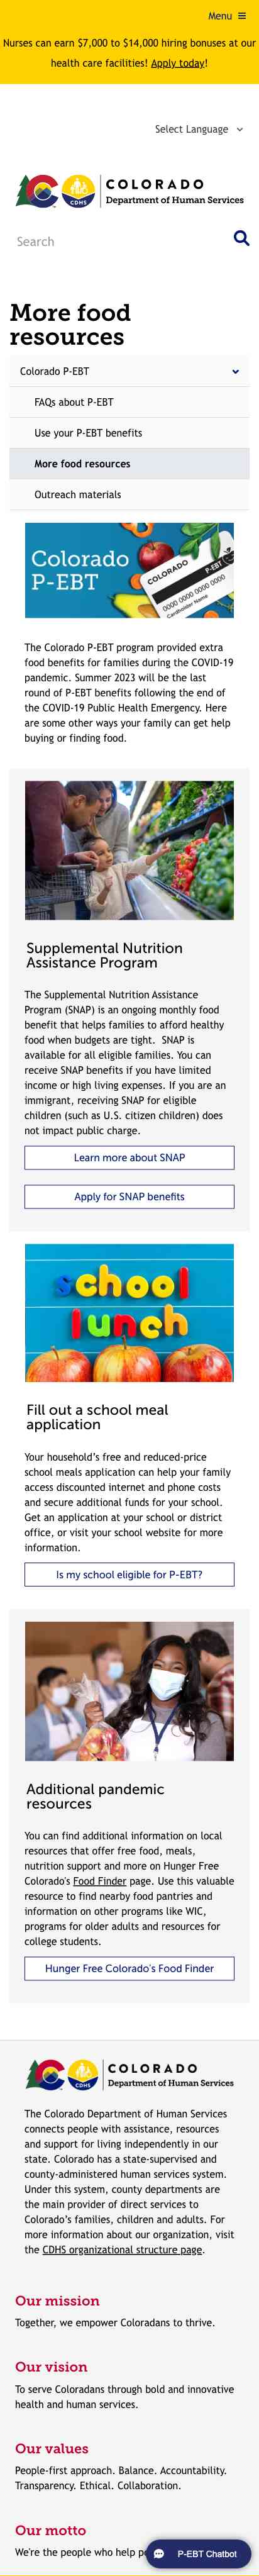 Menu
Nurses can earn $7,000 to $14,000 hiring bonuses at our
health care facilities! Apply today!
Select Language
CDHS
COLORADO
Department of Human Services
Search
More food
resources
Colorado P-EBT
FAQs about P-EBT
Use your P-EBT benefits
More food resources
Outreach materials
Colorado
P-EBT
COLORADO
P-EBT
0000 0000 0000 0000
Cardholder Name
The Colorado P-EBT program provided extra
food benefits for families during the COVID-19
pandemic. Summer 2023 will be the last
round of P-EBT benefits following the end of
the COVID-19 Public Health Emergency. Here
are some other ways your family can get help
buying or finding food.
Supplemental Nutrition
Assistance Program
The Supplemental Nutrition Assistance
Program (SNAP) is an ongoing monthly food
benefit that helps families to afford healthy
food when budgets are tight.  SNAP is
available for all eligible families. You can
receive SNAP benefits if you have limited
income or high living expenses. If you are an
immigrant, receiving SNAP for eligible
children (such as U.S. citizen children) does
not impact public charge.
Learn more about SNAP
Apply for SNAP benefits
school
lunch
Fill out a school meal
application
Your household's free and reduced-price
school meals application can help your family
access discounted internet and phone costs
and secure additional funds for your school.
Get an application at your school or district
office, or visit your school website for more
information.
Is my school eligible for P-EBT?
Additional pandemic
resources
You can find additional information on local
resources that offer free food, meals,
nutrition support and more on Hunger Free
Colorado's Food Finder page. Use this valuable
resource to find nearby food pantries and
information on other programs like WIC,
programs for older adults and resources for
college students.
Hunger Free Colorado's Food Finder
CDHS
COLORADO
Department of Human Services
The Colorado Department of Human Services
connects people with assistance, resources
and support for living independently in our
state. Colorado has a state-supervised and
county-administered human services system.
Under this system, county departments are
the main provider of direct services to
Colorado's families, children and adults. For
more information about our organization, visit
the CDHS organizational structure page.
Our mission
Together, we empower Coloradans to thrive.
Our vision
To serve Coloradans through bold and innovative
health and human services.
Our values
People-first approach. Balance. Accountability.
Transparency. Ethical. Collaboration.
Our motto
We're the people who help
P-EBT Chatbot